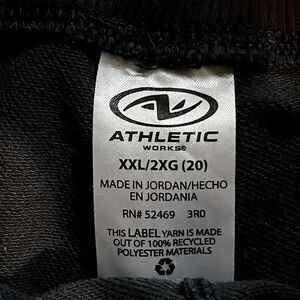 ATHLETIC
WORKS®
XXL/2XG (20)
MADE IN JORDAN/HECHO
EN JORDANIA
RN# 52469 3R0
THIS LABEL YARN IS MADE
OUT OF 100% RECYCLED
POLYESTER MATERIALS